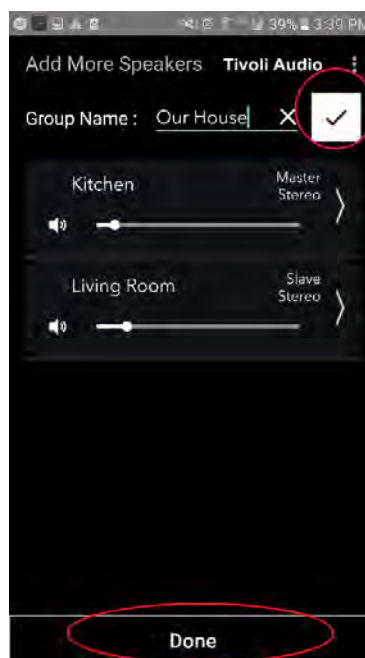 39% 3:39 PM
Add More Speakers Tivoli Audio
Group Name : Our House
Kitchen
Master
Stereo
Living Room
Slave
Stereo
Done